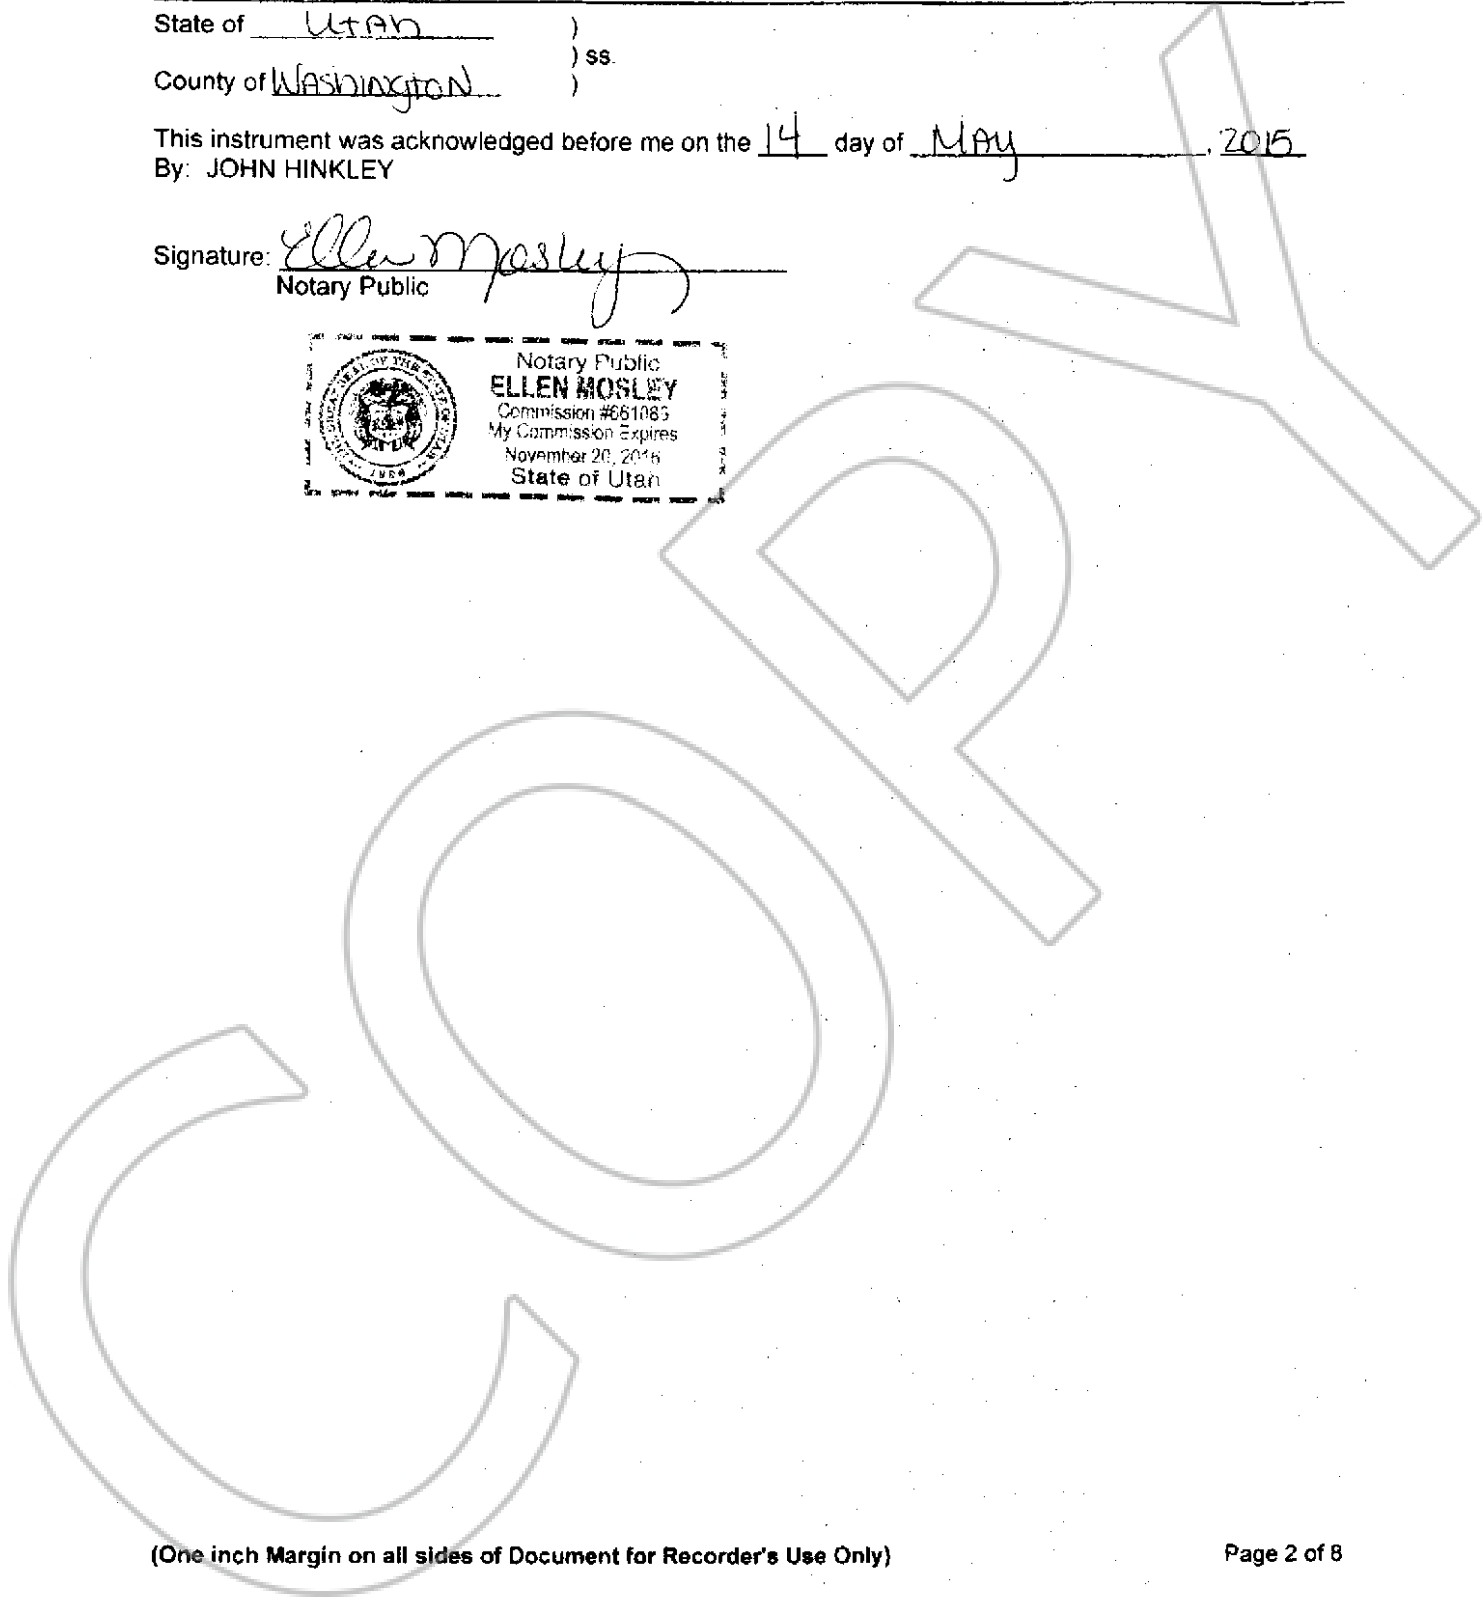 State of Utah )
) ss.
County of Washington )
This instrument was acknowledged before me on the 14 day of May, 2015
By: JOHN HINKLEY
Signature: Ellen Mosley
Notary Public
Notary Public
ELLEN MOSLEY
Commission
My Commission Expires
November 20,
State of Utah
COPY
(One inch Margin on all sides of Document for Recorder's Use Only)
Page 2 of 8